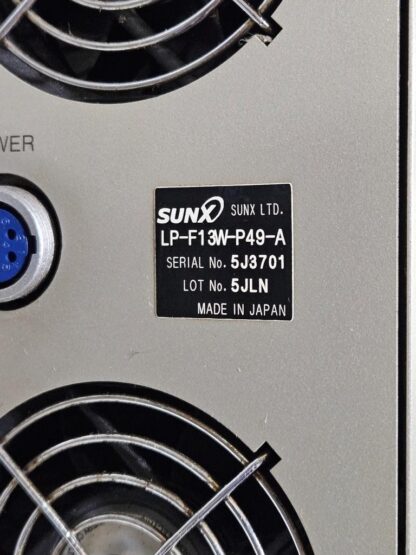 WER
SUNX SUNX LTD.
LP-F13W-P49-A
SERIAL No. 5J3701
LOT No. 5JLN
MADE IN JAPAN